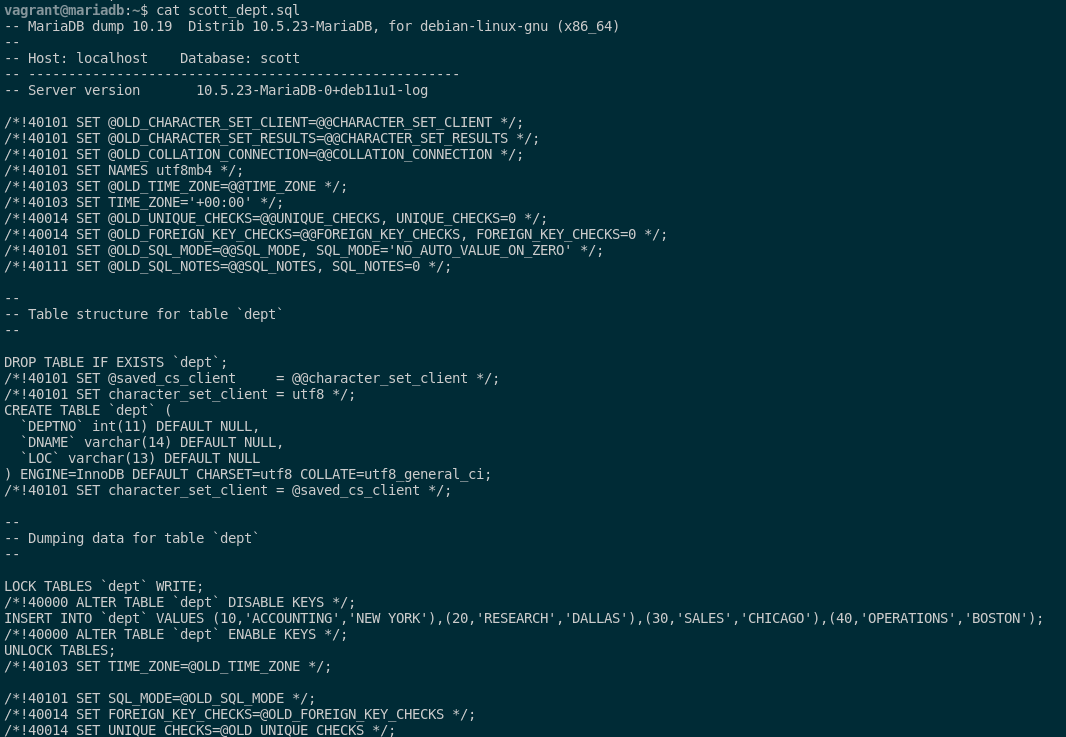 vagrant@mariadb:~$ cat scott_dept.sql
-- MariaDB dump 10.19  Distrib 10.5.23-MariaDB, for debian-linux-gnu (x86_64)
--
-- Host: localhost    Database: scott
-- ------------------------------------------------------
-- Server version       10.5.23-MariaDB-0+deb11u1-log

/*!40101 SET @OLD_CHARACTER_SET_CLIENT=@@CHARACTER_SET_CLIENT */;
/*!40101 SET @OLD_CHARACTER_SET_RESULTS=@@CHARACTER_SET_RESULTS */;
/*!40101 SET @OLD_COLLATION_CONNECTION=@@COLLATION_CONNECTION */;
/*!40101 SET NAMES utf8mb4 */;
/*!40103 SET @OLD_TIME_ZONE=@@TIME_ZONE */;
/*!40103 SET TIME_ZONE='+00:00' */;
/*!40014 SET @OLD_UNIQUE_CHECKS=@@UNIQUE_CHECKS, UNIQUE_CHECKS=0 */;
/*!40014 SET @OLD_FOREIGN_KEY_CHECKS=@@FOREIGN_KEY_CHECKS, FOREIGN_KEY_CHECKS=0 */;
/*!40101 SET @OLD_SQL_MODE=@@SQL_MODE, SQL_MODE='NO_AUTO_VALUE_ON_ZERO' */;
/*!40111 SET @OLD_SQL_NOTES=@@SQL_NOTES, SQL_NOTES=0 */;

--
-- Table structure for table `dept`
--

DROP TABLE IF EXISTS `dept`;
/*!40101 SET @saved_cs_client     = @@character_set_client */;
/*!40101 SET character_set_client = utf8 */;
CREATE TABLE `dept` (
  `DEPTNO` int(11) DEFAULT NULL,
  `DNAME` varchar(14) DEFAULT NULL,
  `LOC` varchar(13) DEFAULT NULL
) ENGINE=InnoDB DEFAULT CHARSET=utf8 COLLATE=utf8_general_ci;
/*!40101 SET character_set_client = @saved_cs_client */;

--
-- Dumping data for table `dept`
--

LOCK TABLES `dept` WRITE;
/*!40000 ALTER TABLE `dept` DISABLE KEYS */;
INSERT INTO `dept` VALUES (10,'ACCOUNTING','NEW YORK'),(20,'RESEARCH','DALLAS'),(30,'SALES','CHICAGO'),(40,'OPERATIONS','BOSTON');
/*!40000 ALTER TABLE `dept` ENABLE KEYS */;
UNLOCK TABLES;
/*!40103 SET TIME_ZONE=@OLD_TIME_ZONE */;

/*!40101 SET SQL_MODE=@OLD_SQL_MODE */;
/*!40014 SET FOREIGN_KEY_CHECKS=@OLD_FOREIGN_KEY_CHECKS */;
/*!40014 SET UNIQUE_CHECKS=@OLD_UNIQUE_CHECKS */;